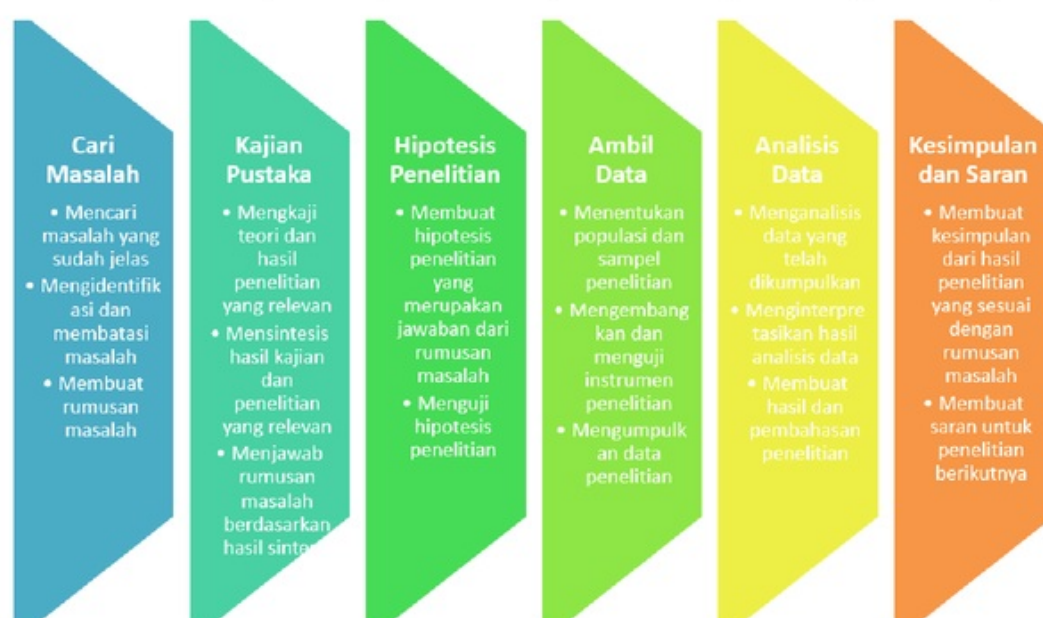 Cari
Masalah
• Mencari
masalah yang
sudah jelas
• Mengidentifik
asi dan
membatasi
masalah
• Membuat
rumusan
masalah
Kajian
Pustaka
• Mengkaji
teori dan
hasil
penelitian
yang relevan
• Mensintesis
hasil kajian
dan
penelitian
yang relevan
• Menjawab
rumusan
masalah
berdasarkan
hasil
Hipotesis
Penelitian
• Membuat
hipotesis
penelitian
yang
merupakan
jawaban dari
rumusan
masalah
• Menguji
hipotesis
penelitian
Ambil
Data
• Menentukan
populasi dan
sampel
penelitian
• Mengembang
kan dan
menguji
instrumen
penelitian
• Mengumpulk
an data
penelitian
Analisis
Data
• Menganalisis
data yang
telah
dikumpulkan
• Menginterpre
tasikan hasil
analisis data
• Membuat
hasil dan
pembahasan
penelitian
Kesimpulan
dan Saran
• Membuat
kesimpulan
dari hasil
penelitian
yang sesuai
dengan
rumusan
masalah
• Membuat
saran untuk
penelitian
berikutnya